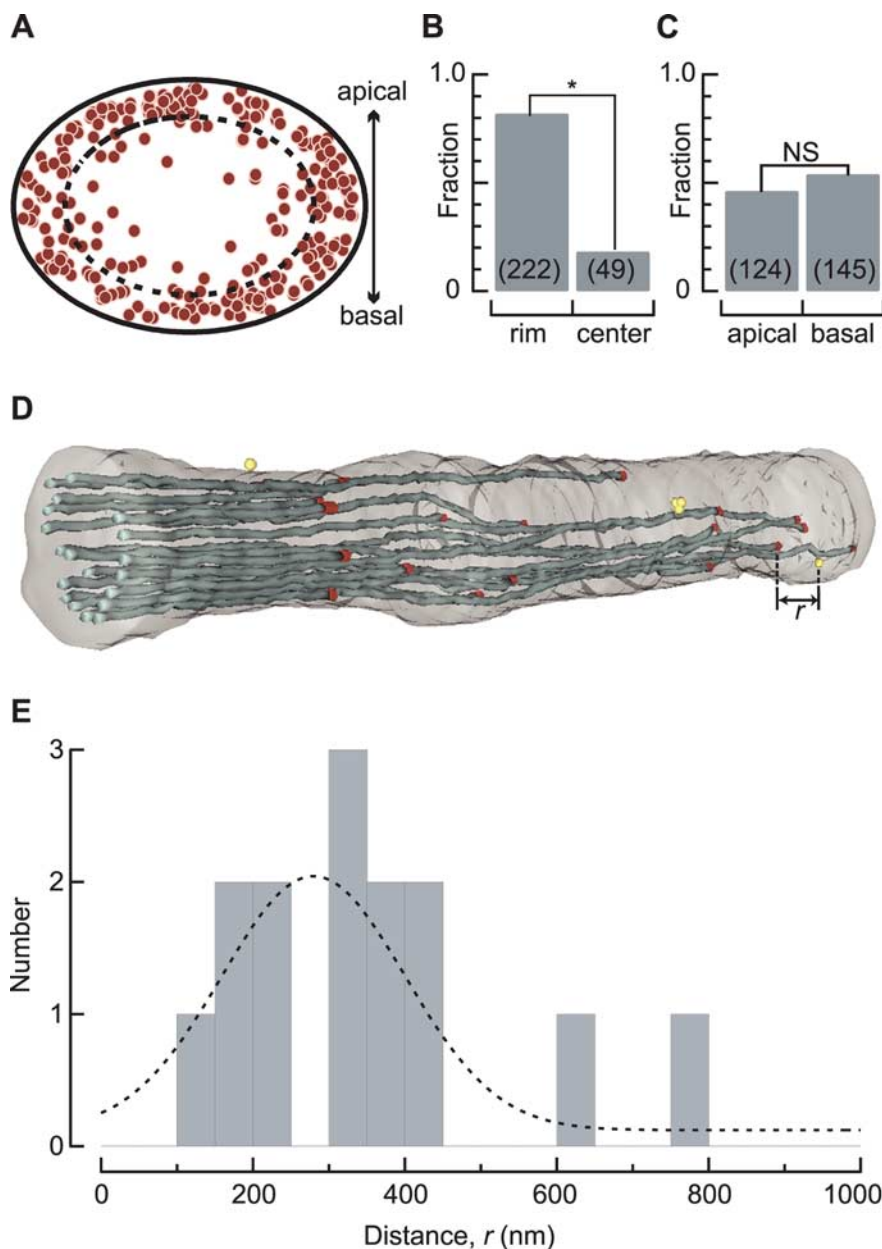 A
apical
basal
B
1.0
Fraction
0
*
(222)
(49)
rim
center
C
1.0
Fraction
0
NS
(124)
(145)
apical
basal
D
r
E
3
2
1
0
Number
0
200
400
600
800
1000
Distance, r (nm)